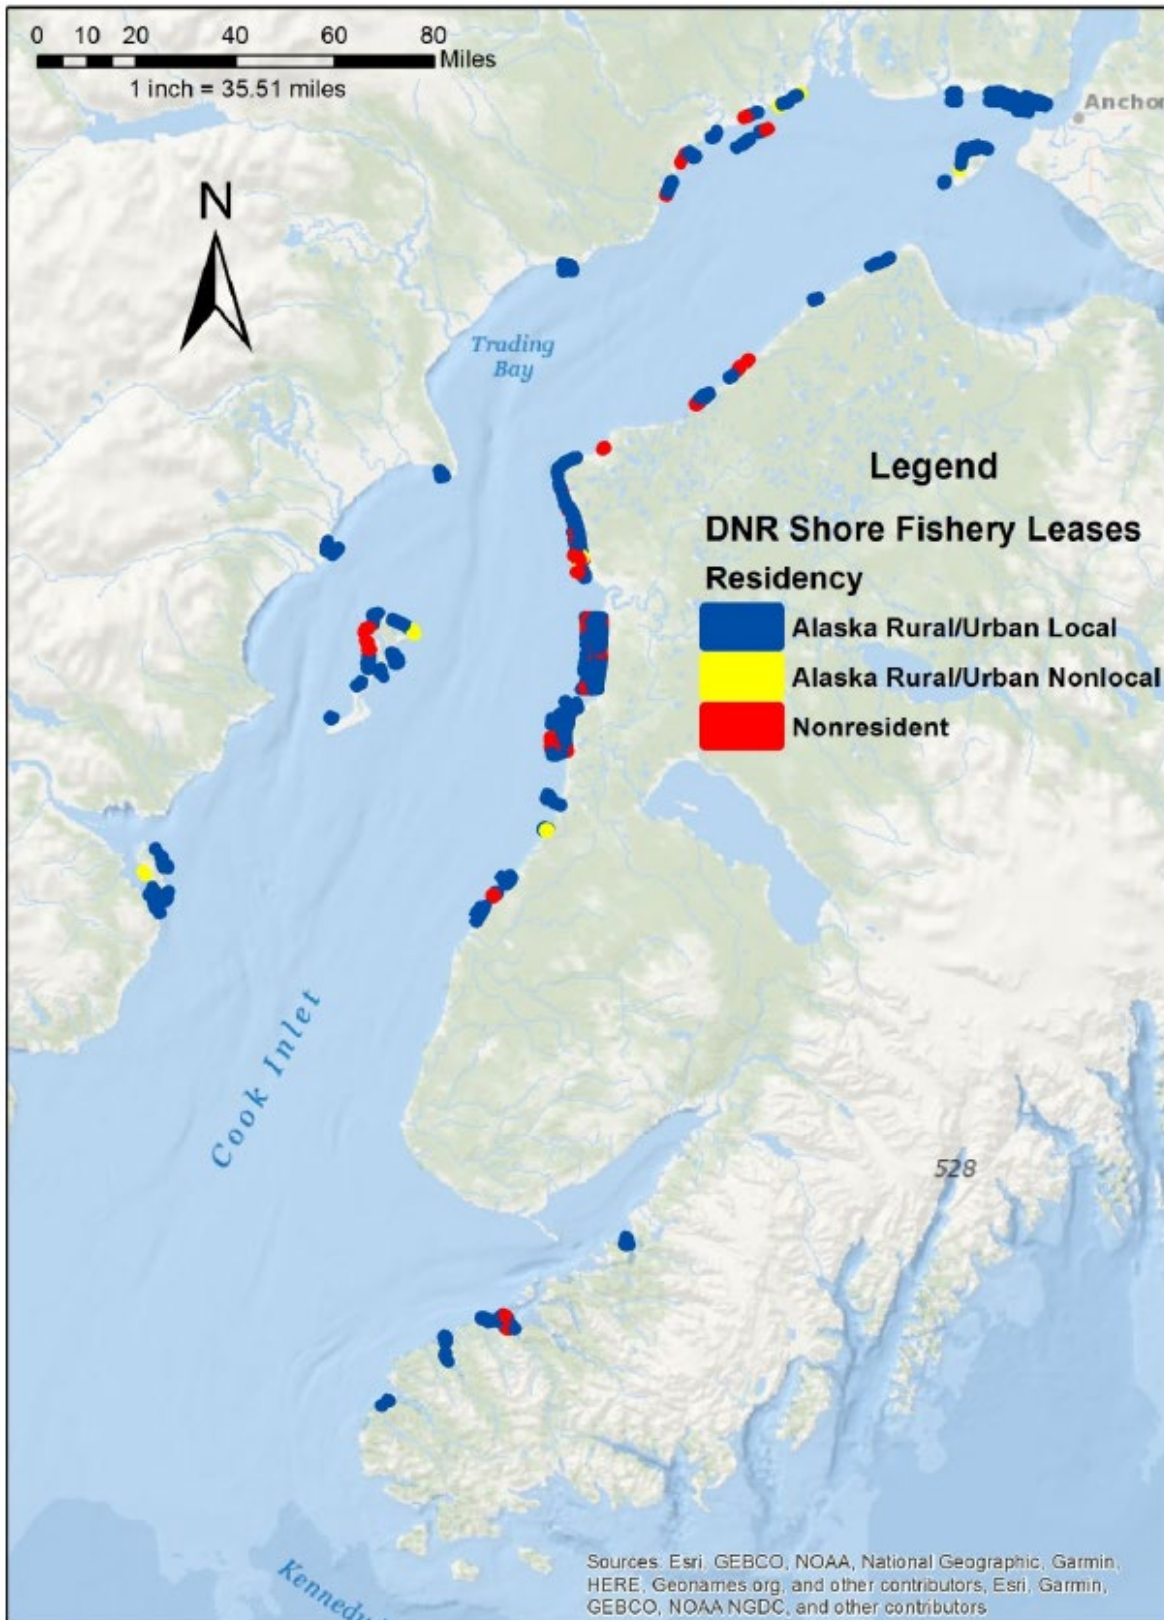 0 10 20 40 60 80
Miles
1 inch = 35.51 miles
Anchor
N
Trading
Bay
Legend
DNR Shore Fishery Leases
Residency
Alaska Rural/Urban Local
Alaska Rural/Urban Nonlocal
Nonresident
Cook Inlet
528
Kennedy
Sources: Esri, GEBCO, NOAA, National Geographic, Garmin,
HERE, Geonames.org, and other contributors, Esri, Garmin,
GEBCO, NOAA NGDC, and other contributors